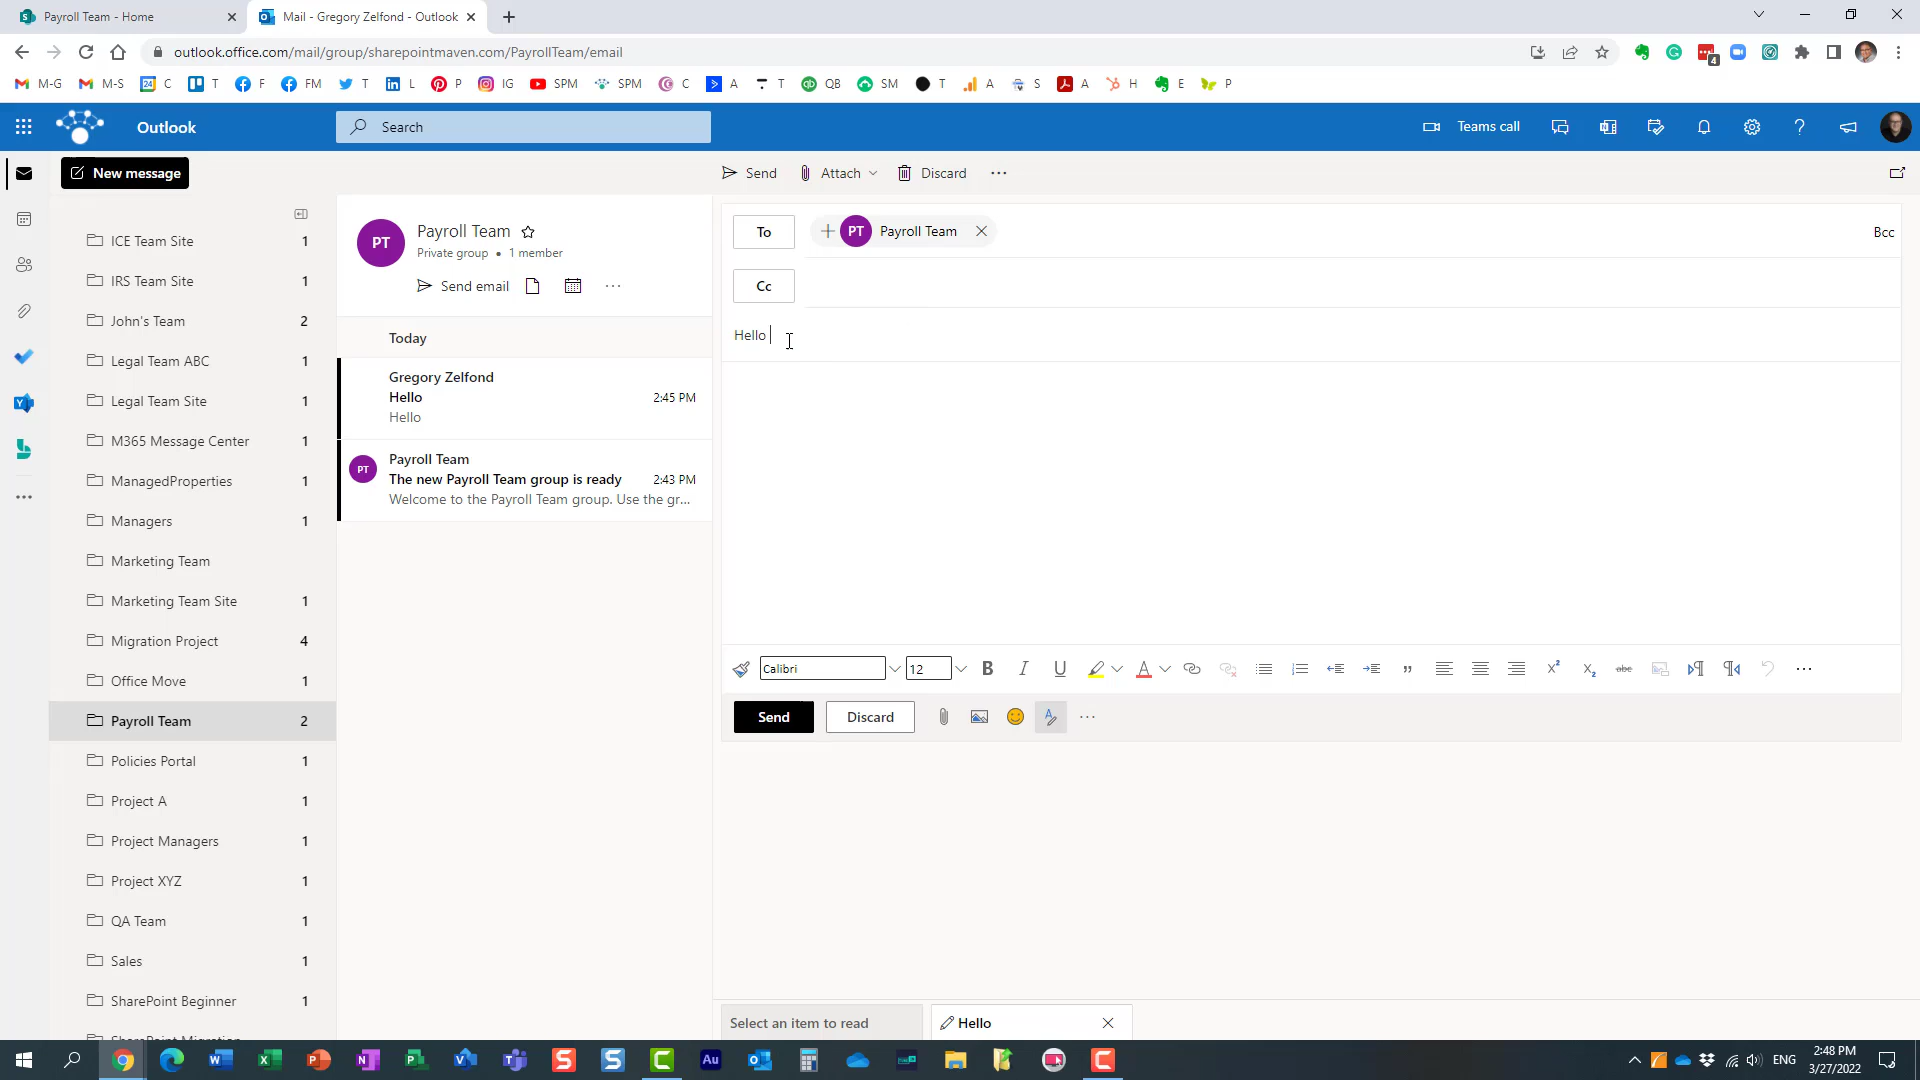 Payroll Team - Home
Mail - Gregory Zelfond - Outlook
outlook.office.com/mail/group/sharepointmaven.com/PayrollTeam/email
4
M-G
M-S
24 C
T
F
FM
T
L
P
IG
SPM
SPM
C
A
T
QB
SM
T
A
S
A
H
E
P
Outlook
Search
Teams call
New message
Send
Attach
Discard
ICE Team Site 1
IRS Team Site 1
John's Team 2
Legal Team ABC 1
Legal Team Site 1
M365 Message Center 1
ManagedProperties 1
Managers 1
Marketing Team
Marketing Team Site 1
Migration Project 4
Office Move 1
Payroll Team 2
Policies Portal 1
Project A 1
Project Managers 1
Project XYZ 1
QA Team 1
Sales 1
SharePoint Beginner 1
PT
Payroll Team
Private group • 1 member
Send email
Today
Gregory Zelfond
Hello 2:45 PM
Hello
PT
Payroll Team
The new Payroll Team group is ready 2:43 PM
Welcome to the Payroll Team group. Use the gr...
To
PT Payroll Team
Bcc
Cc
Hello
Calibri 12
B I U
A
abc
Send
Discard
Select an item to read
Hello
Au
ENG
2:48 PM
3/27/2022